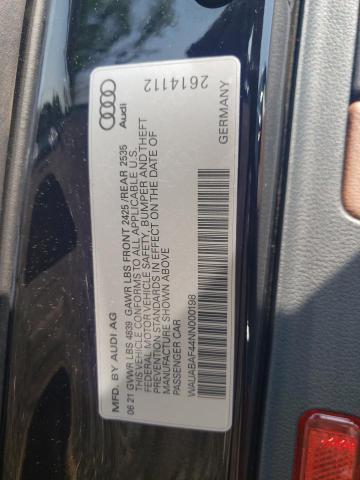 Audi
2614112
GERMANY
MFD. BY AUDI AG
06.21 GVWR LBS 4839 GAWR LBS FRONT 2425/REAR 2535
THIS VEHICLE CONFORMS TO ALL APPLICABLE U.S.
FEDERAL MOTOR VEHICLE SAFETY, BUMPER AND THEFT
PREVENTION STANDARDS IN EFFECT ON THE DATE OF
MANUFACTURE SHOWN ABOVE
PASSENGER CAR
WAUABAF44NN000198